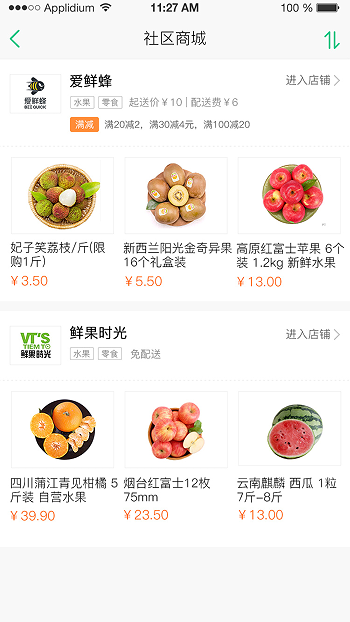 Applidium
11:27 AM
100 %
社区商城
爱鲜蜂
BEE QUICK
爱鲜蜂
进入店铺
水果 零食 起送价￥10 | 配送费￥6
满减 满20减2，满30减4元，满100减20
妃子笑荔枝/斤(限
购1斤)
￥3.50
新西兰阳光金奇异果
16个礼盒装
￥5.50
高原红富士苹果 6个
装 1.2kg 新鲜水果
￥13.00
VT'S
TIEM TO
鲜果时光
鲜果时光
进入店铺
水果 零食 免配送
四川蒲江青见柑橘 5
斤装 自营水果
￥39.90
烟台红富士12枚
75mm
￥23.50
云南麒麟 西瓜 1粒
7斤-8斤
￥13.00